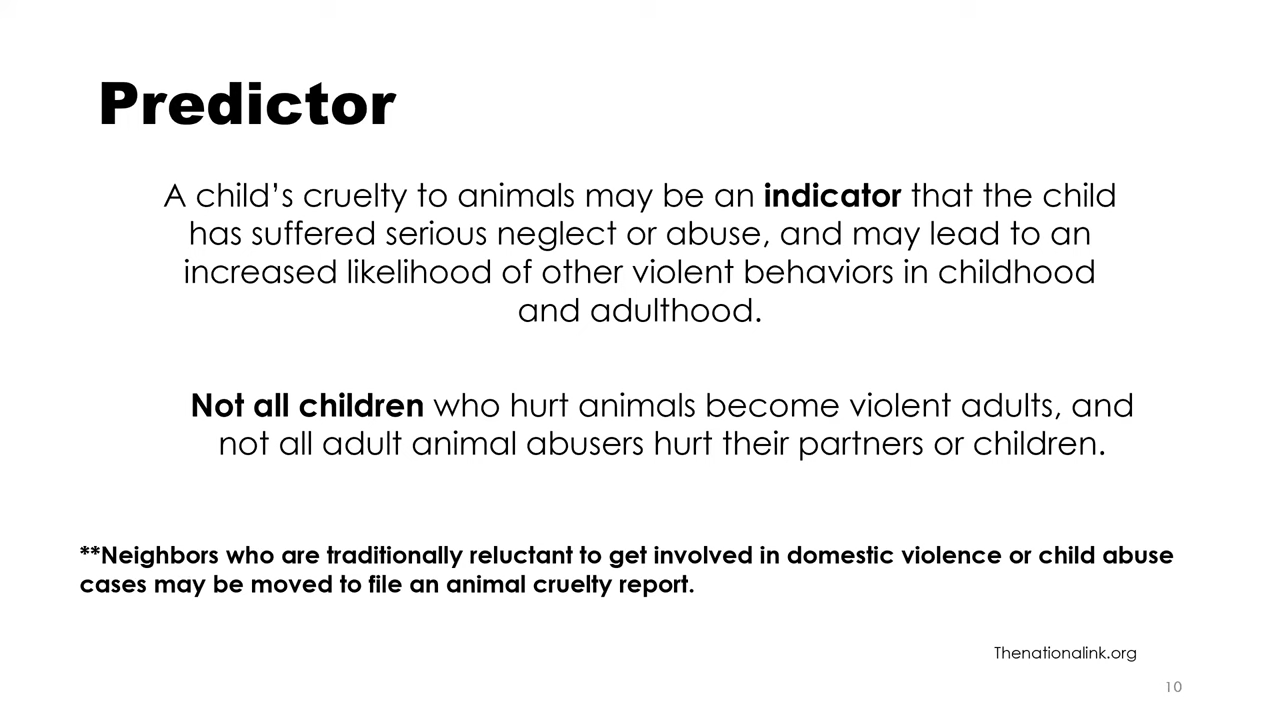 Predictor
A child’s cruelty to animals may be an indicator that the child
has suffered serious neglect or abuse, and may lead to an
increased likelihood of other violent behaviors in childhood
and adulthood.
Not all children who hurt animals become violent adults, and
not all adult animal abusers hurt their partners or children.
**Neighbors who are traditionally reluctant to get involved in domestic violence or child abuse
cases may be moved to file an animal cruelty report.
Thenationalink.org
10